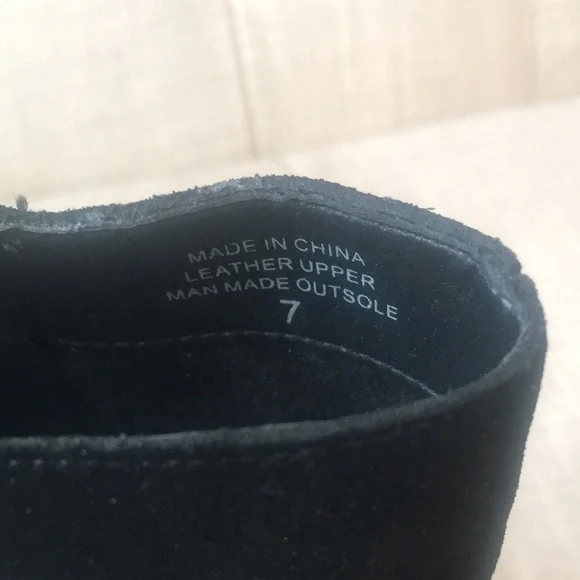 MADE IN CHINA
LEATHER UPPER
MAN MADE OUTSOLE
7